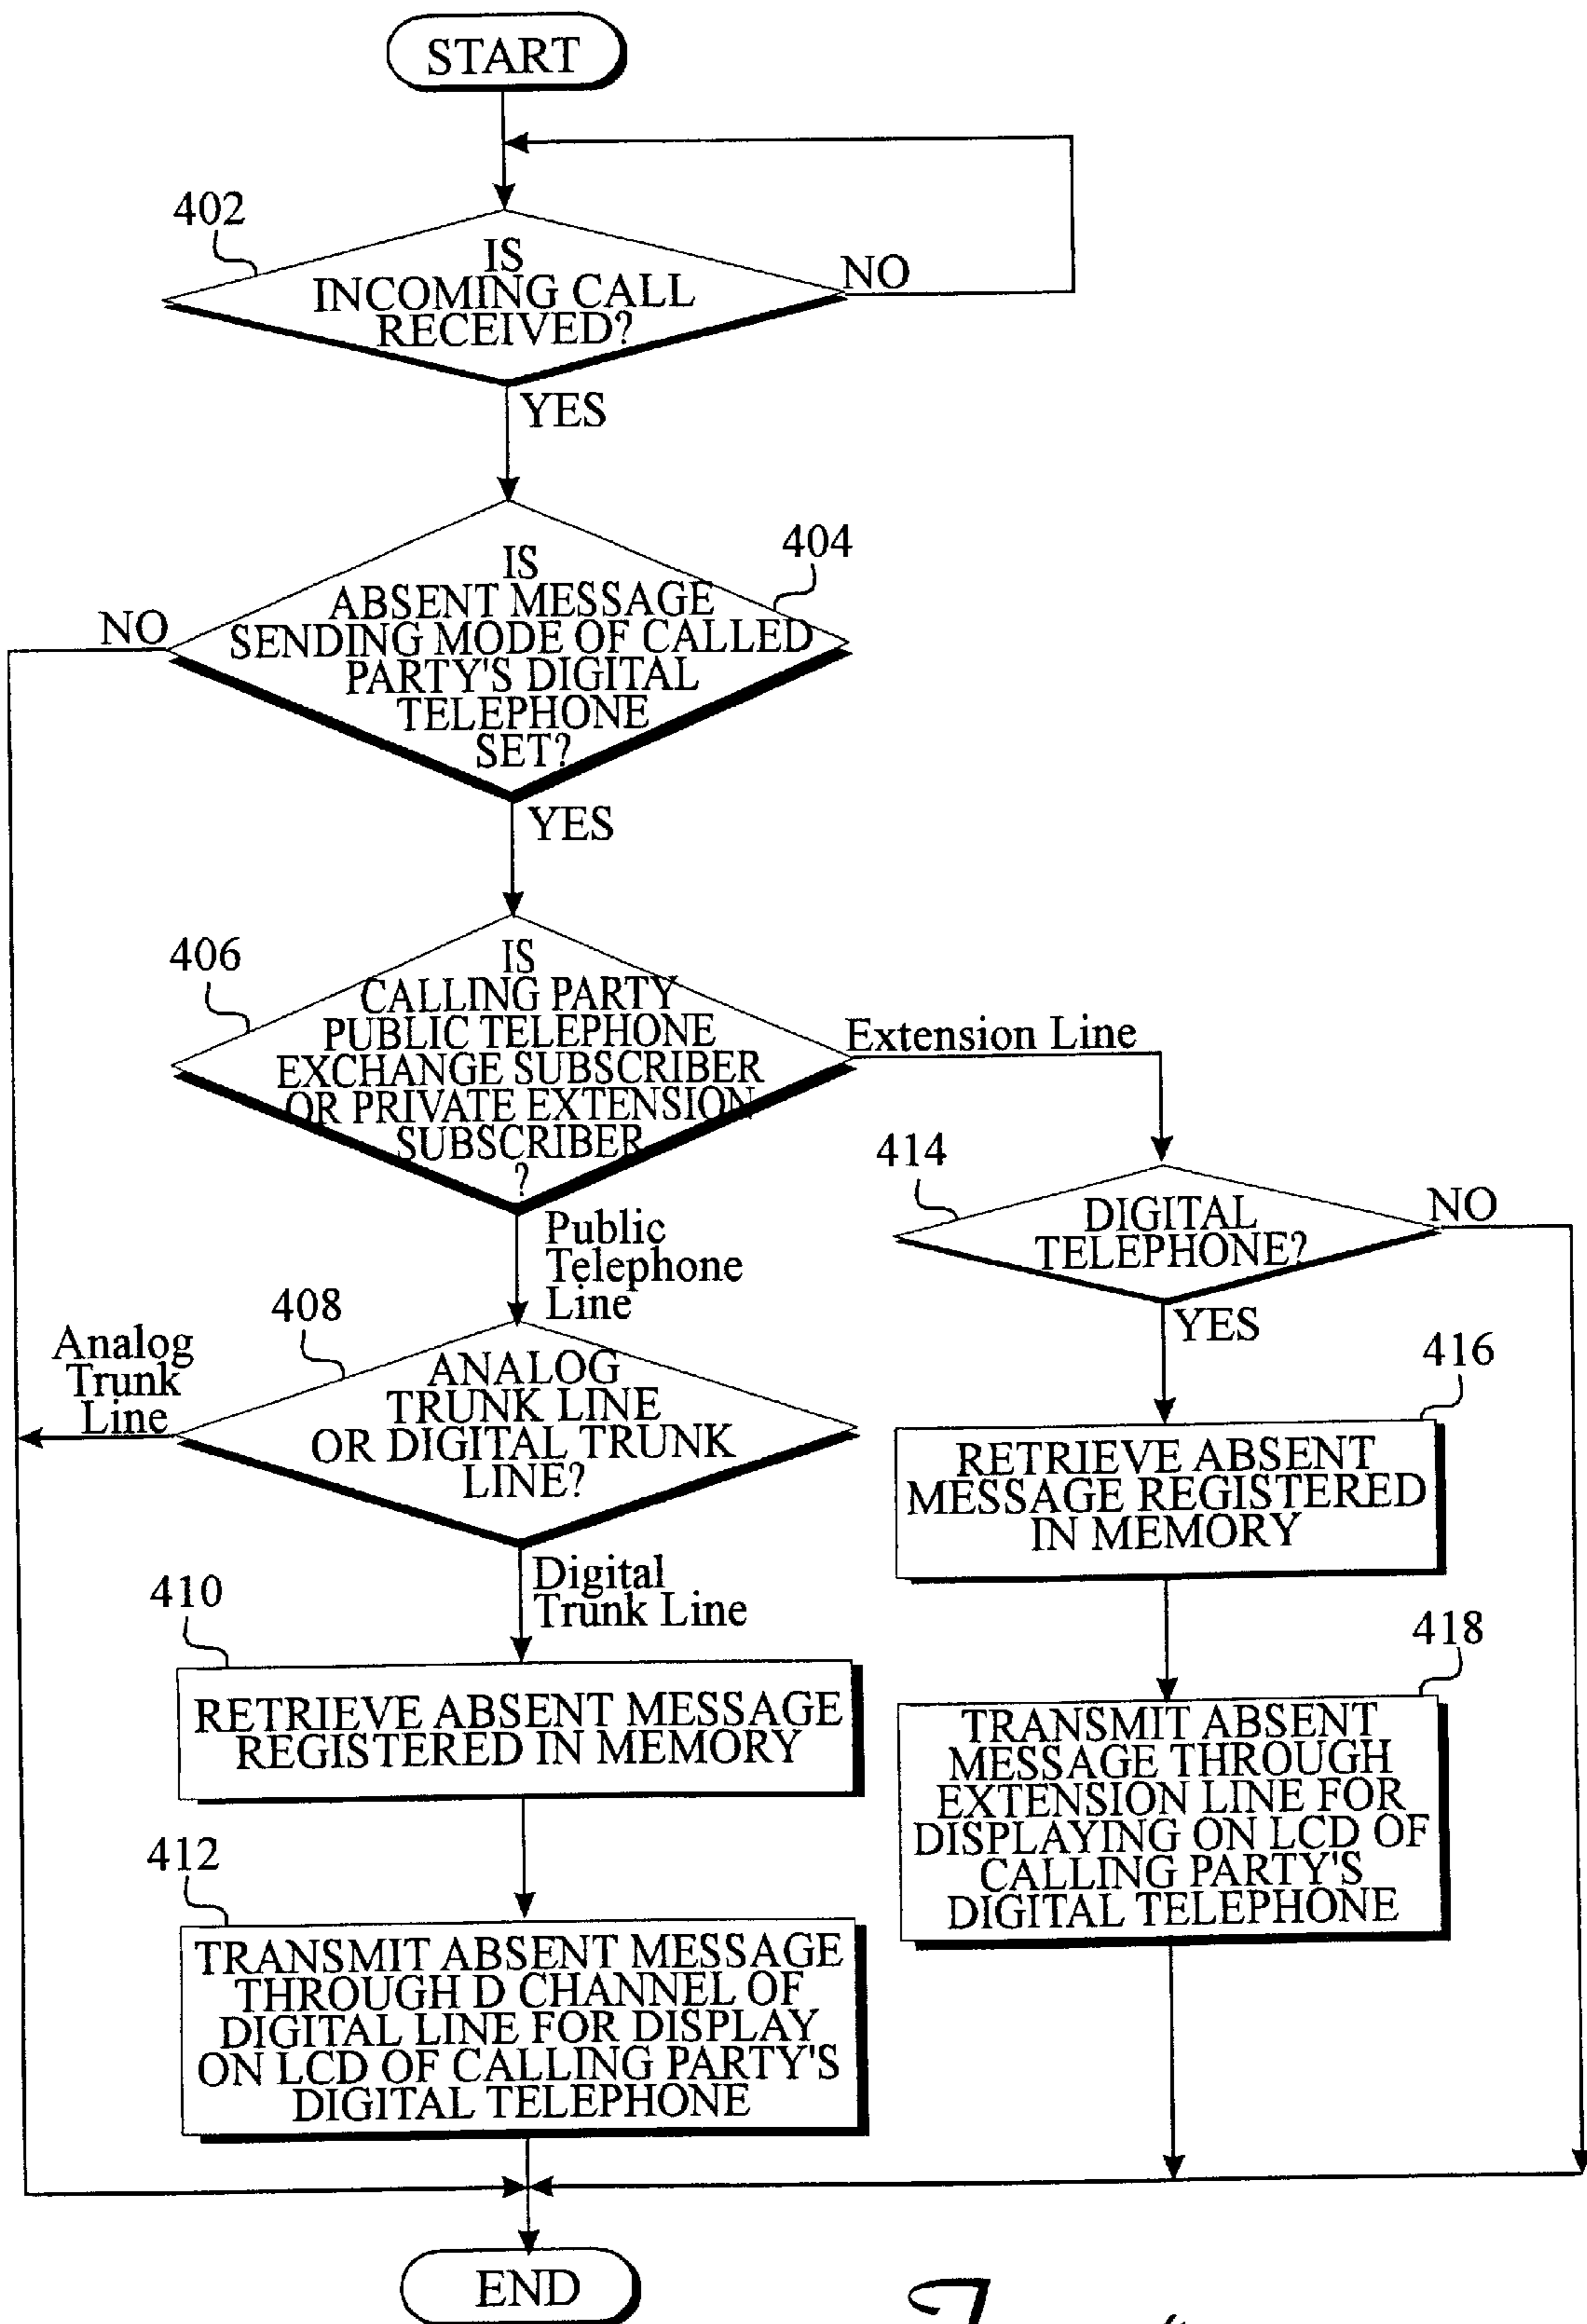 START
402
IS
INCOMING CALL
RECEIVED?
NO
YES
404
IS
ABSENT MESSAGE
SENDING MODE OF CALLED
PARTY'S DIGITAL
TELEPHONE
SET?
NO
YES
406
IS
CALLING PARTY
PUBLIC TELEPHONE
EXCHANGE SUBSCRIBER
OR PRIVATE EXTENSION
SUBSCRIBER
?
Extension Line
Public
Telephone
Line
414
DIGITAL
TELEPHONE?
NO
YES
408
Analog
Trunk
Line
ANALOG
TRUNK LINE
OR DIGITAL TRUNK
LINE?
Digital
Trunk Line
416
RETRIEVE ABSENT
MESSAGE REGISTERED
IN MEMORY
410
RETRIEVE ABSENT MESSAGE
REGISTERED IN MEMORY
418
TRANSMIT ABSENT
MESSAGE THROUGH
EXTENSION LINE FOR
DISPLAYING ON LCD OF
CALLING PARTY'S
DIGITAL TELEPHONE
412
TRANSMIT ABSENT MESSAGE
THROUGH D CHANNEL OF
DIGITAL LINE FOR DISPLAY
ON LCD OF CALLING PARTY'S
DIGITAL TELEPHONE
END